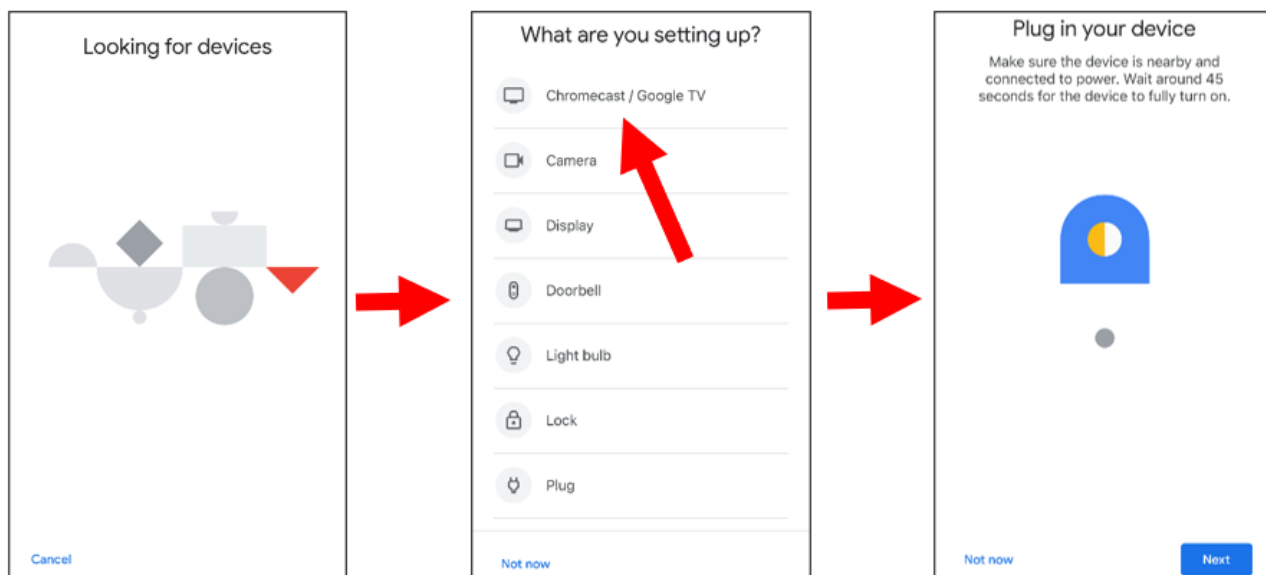 Looking for devices
Cancel
What are you setting up?
Chromecast / Google TV
Camera
Display
Doorbell
Light bulb
Lock
Plug
Not now
Plug in your device
Make sure the device is nearby and
connected to power. Wait around 45
seconds for the device to fully turn on.
Not now
Next